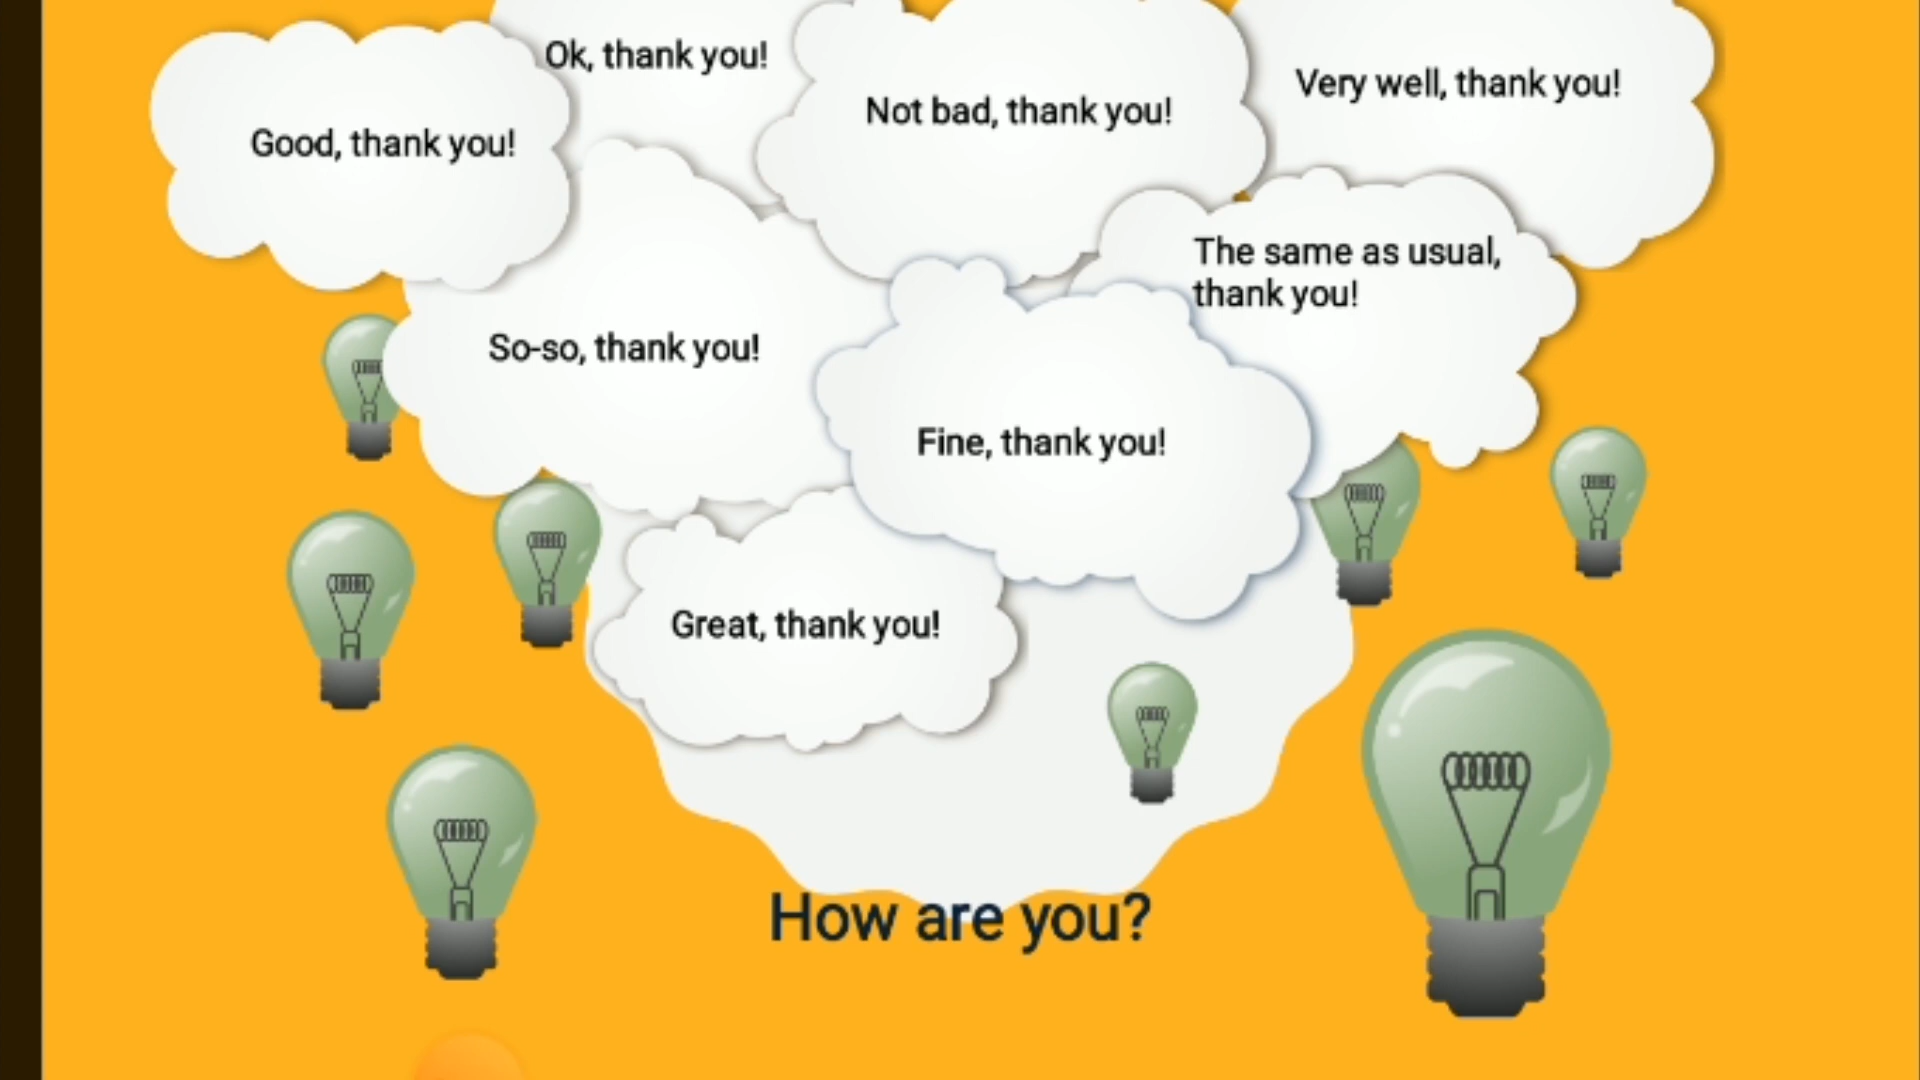 Ok, thank you!
Good, thank you!
Not bad, thank you!
Very well, thank you!
So-so, thank you!
The same as usual,
thank you!
Fine, thank you!
Great, thank you!
How are you?